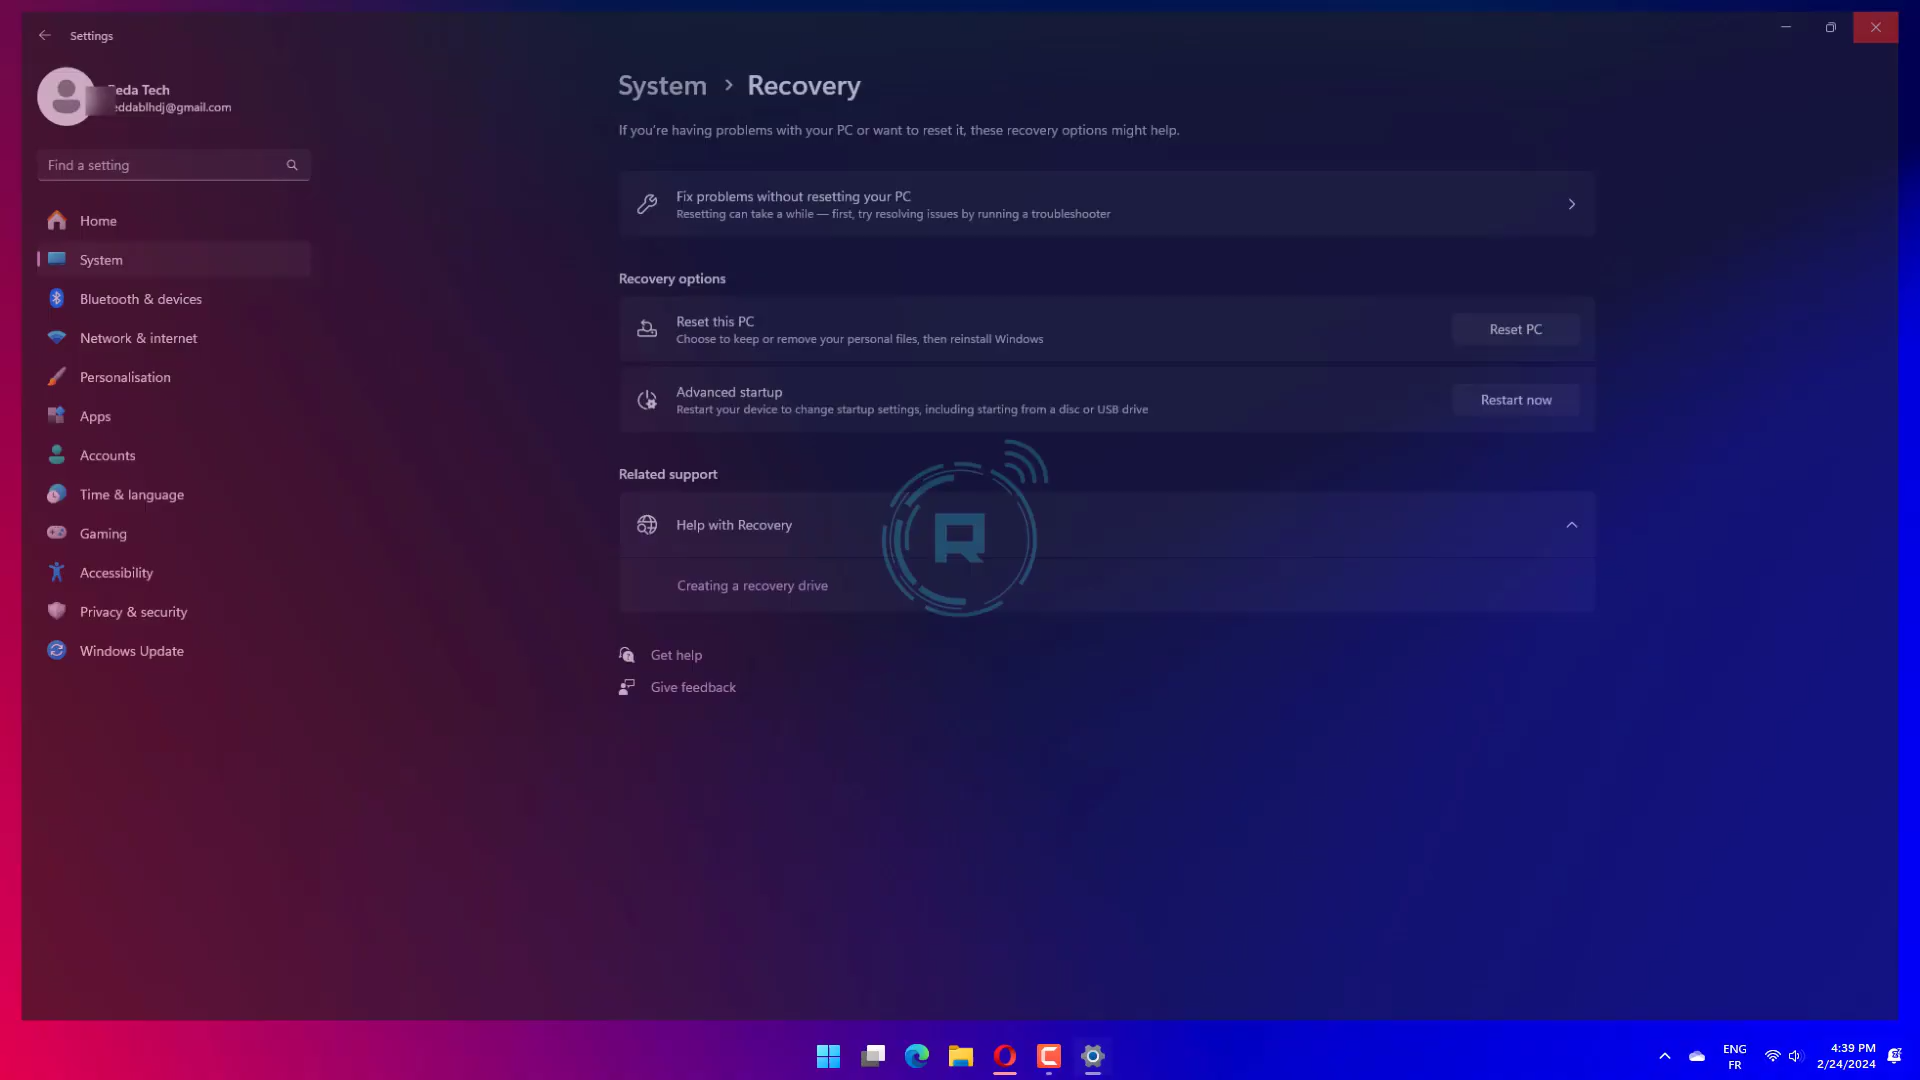 Settings
eda Tech
eddablhdj@gmail.com
Find a setting
Home
System
Bluetooth & devices
Network & internet
Personalisation
Apps
Accounts
Time & language
Gaming
Accessibility
Privacy & security
Windows Update
System > Recovery
If you're having problems with your PC or want to reset it, these recovery options might help.
Fix problems without resetting your PC
Resetting can take a while — first, try resolving issues by running a troubleshooter
Recovery options
Reset this PC
Choose to keep or remove your personal files, then reinstall Windows
Reset PC
Advanced startup
Restart your device to change startup settings, including starting from a disc or USB drive
Restart now
Related support
Help with Recovery
R
Creating a recovery drive
Get help
Give feedback
ENG
FR
4:39 PM
2/24/2024